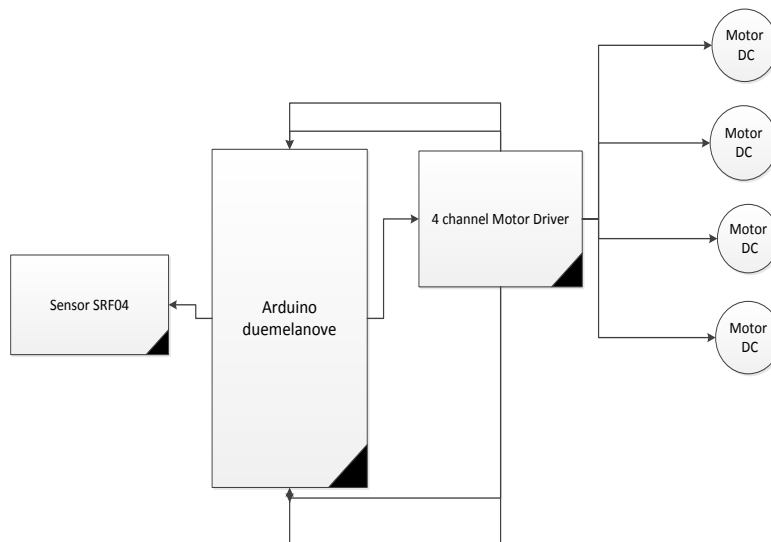 Motor
DC
Motor
DC
4 channel Motor Driver
Motor
DC
Sensor SRF04
Arduino
duemelanove
Motor
DC